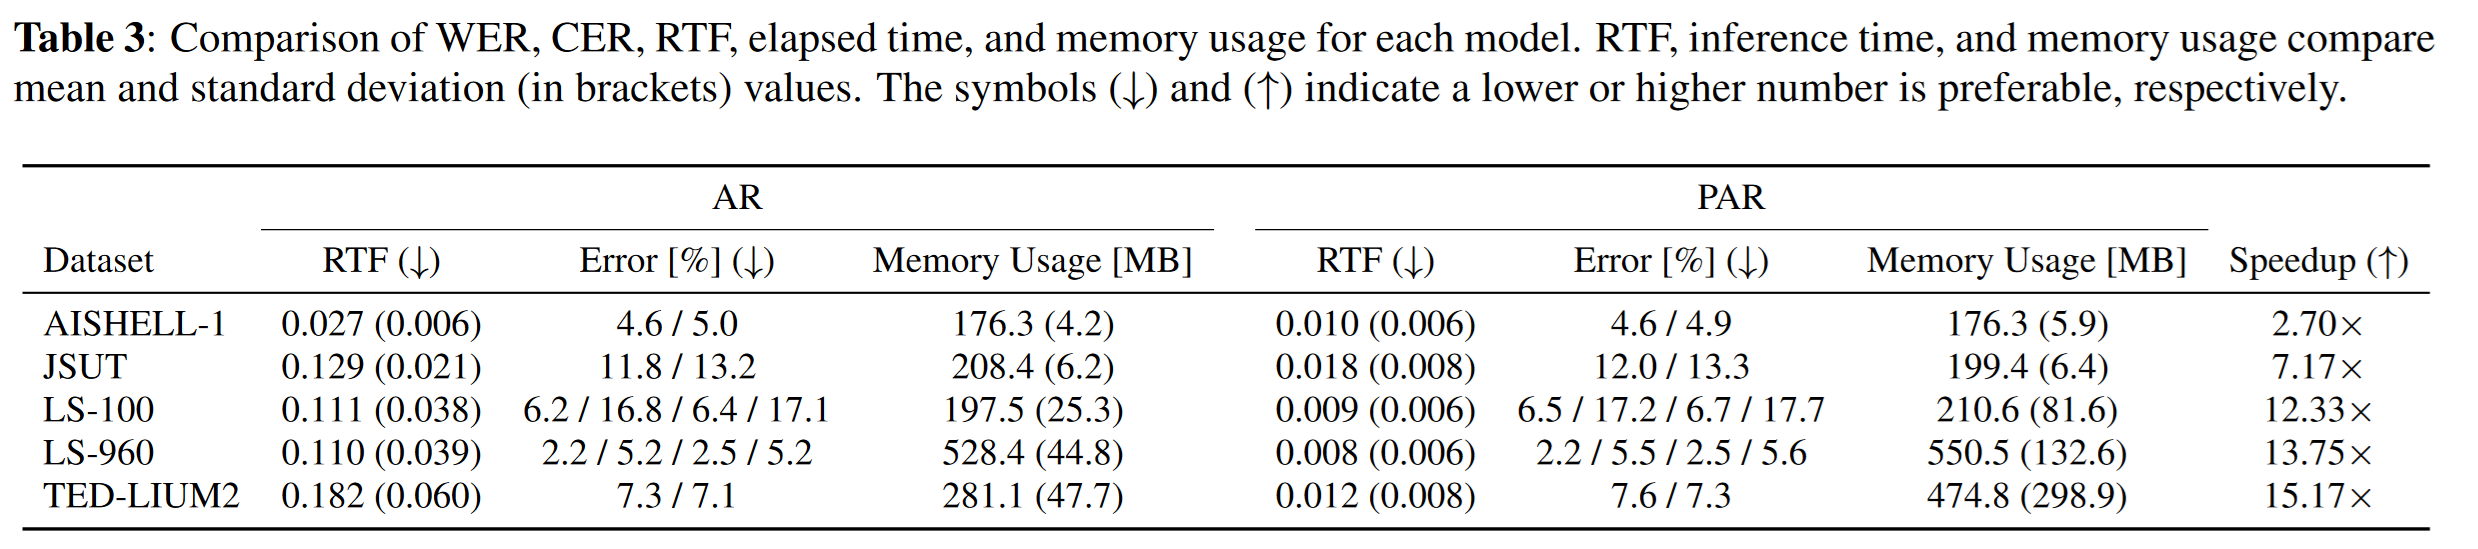 Table 3: Comparison of WER, CER, RTF, elapsed time, and memory usage for each model. RTF, inference time, and memory usage compare
mean and standard deviation (in brackets) values. The symbols (↓) and (↑) indicate a lower or higher number is preferable, respectively.
AR PAR
Dataset RTF (↓) Error [%] (↓) Memory Usage [MB] RTF (↓) Error [%] (↓) Memory Usage [MB] Speedup (↑)
AISHELL-1 0.027 (0.006) 4.6 / 5.0 176.3 (4.2) 0.010 (0.006) 4.6 / 4.9 176.3 (5.9) 2.70×
JSUT 0.129 (0.021) 11.8 / 13.2 208.4 (6.2) 0.018 (0.008) 12.0 / 13.3 199.4 (6.4) 7.17×
LS-100 0.111 (0.038) 6.2 / 16.8 / 6.4 / 17.1 197.5 (25.3) 0.009 (0.006) 6.5 / 17.2 / 6.7 / 17.7 210.6 (81.6) 12.33×
LS-960 0.110 (0.039) 2.2 / 5.2 / 2.5 / 5.2 528.4 (44.8) 0.008 (0.006) 2.2 / 5.5 / 2.5 / 5.6 550.5 (132.6) 13.75×
TED-LIUM2 0.182 (0.060) 7.3 / 7.1 281.1 (47.7) 0.012 (0.008) 7.6 / 7.3 474.8 (298.9) 15.17×